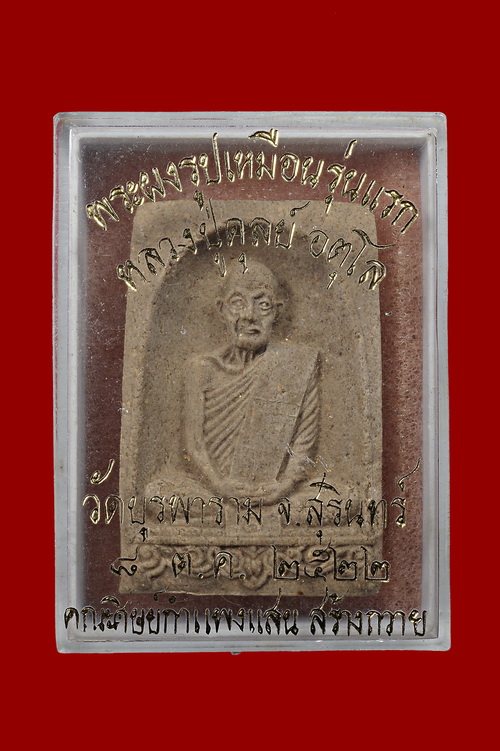 พระผงรูปเหมือนรุ่นแรก
หลวงปู่ดุลย์ อตุโล
วัดบูรพาราม จ.สุรินทร์
๘ ต.ค. ๒๕๒๒
คณะศิษย์กำแพงแสน สร้างถวาย